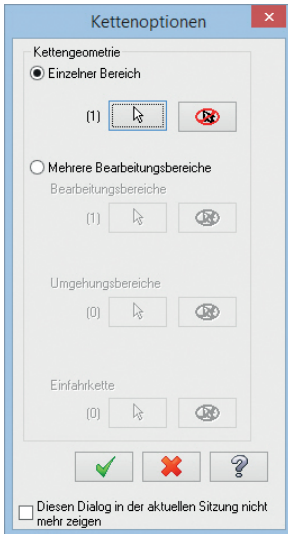 Kettenoptionen
Kettengeometrie
Einzelner Bereich
(1)
Mehrere Bearbeitungsbereiche
Bearbeitungsbereiche
(1)
Umgehungsbereiche
(0)
Einfahrkette
(0)
Diesen Dialog in der aktuellen Sitzung nicht
mehr zeigen